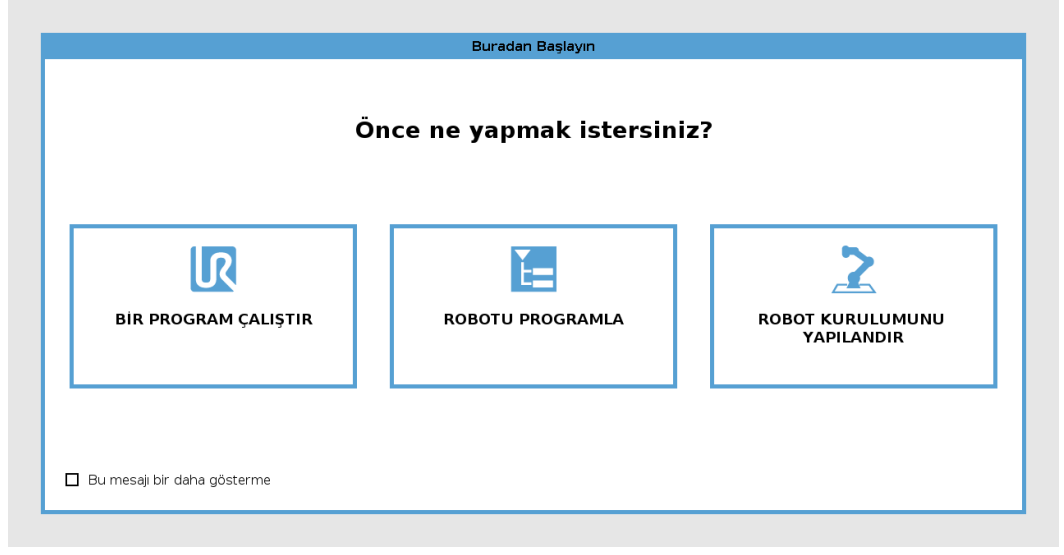 Buradan Başlayın
Önce ne yapmak istersiniz?
BİR PROGRAM ÇALIŞTIR
ROBOTU PROGRAMLA
ROBOT KURULUMUNU
YAPILANDIR
Bu mesajı bir daha gösterme